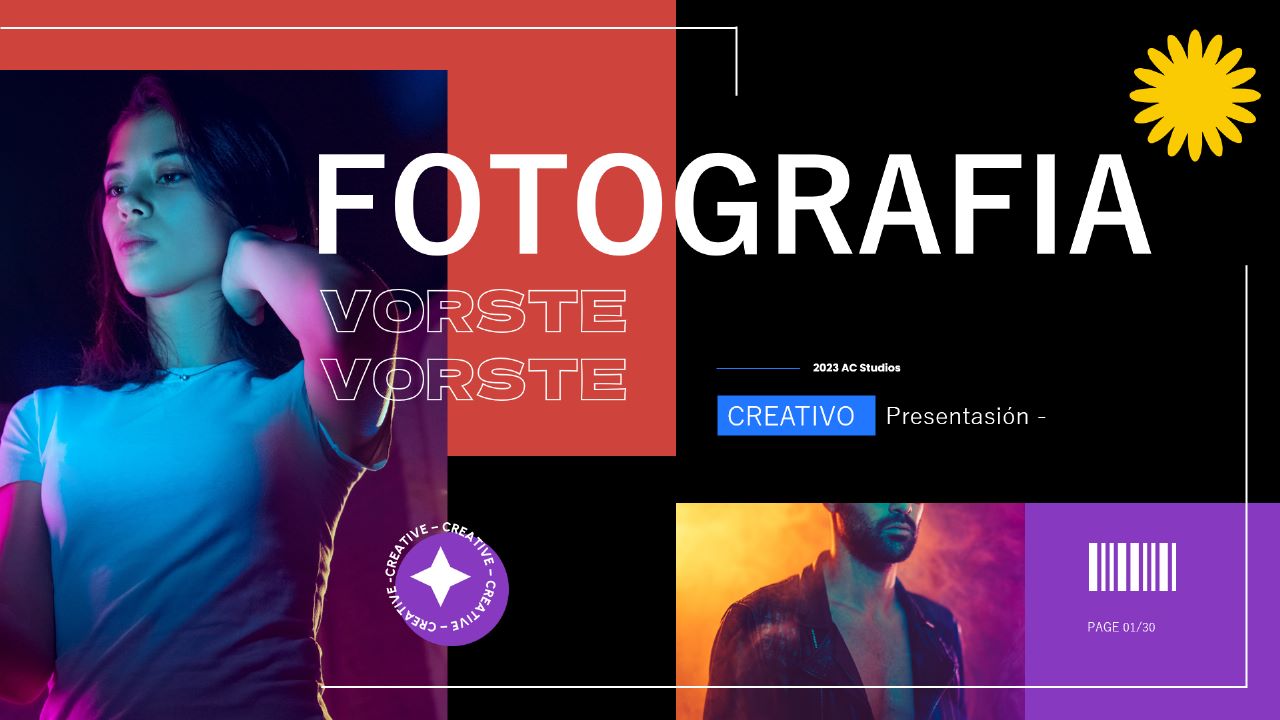 FOTOGRAFIA
VORSTE
VORSTE
2023 AC Studios
CREATIVO Presentasión -
CREATIVE – CREATIVE – CREATIVE – CREATIVE -
PAGE 01/30